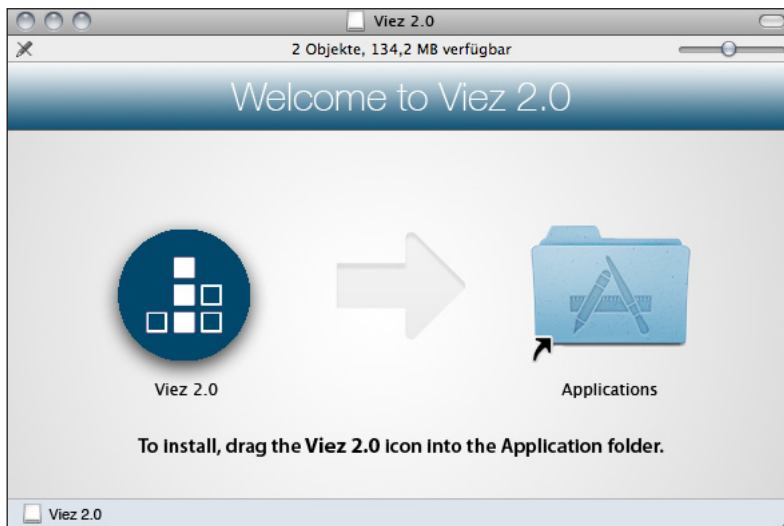 Viez 2.0
2 Objekte, 134,2 MB verfügbar
Welcome to Viez 2.0
Viez 2.0
Applications
To install, drag the Viez 2.0 icon into the Application folder.
Viez 2.0